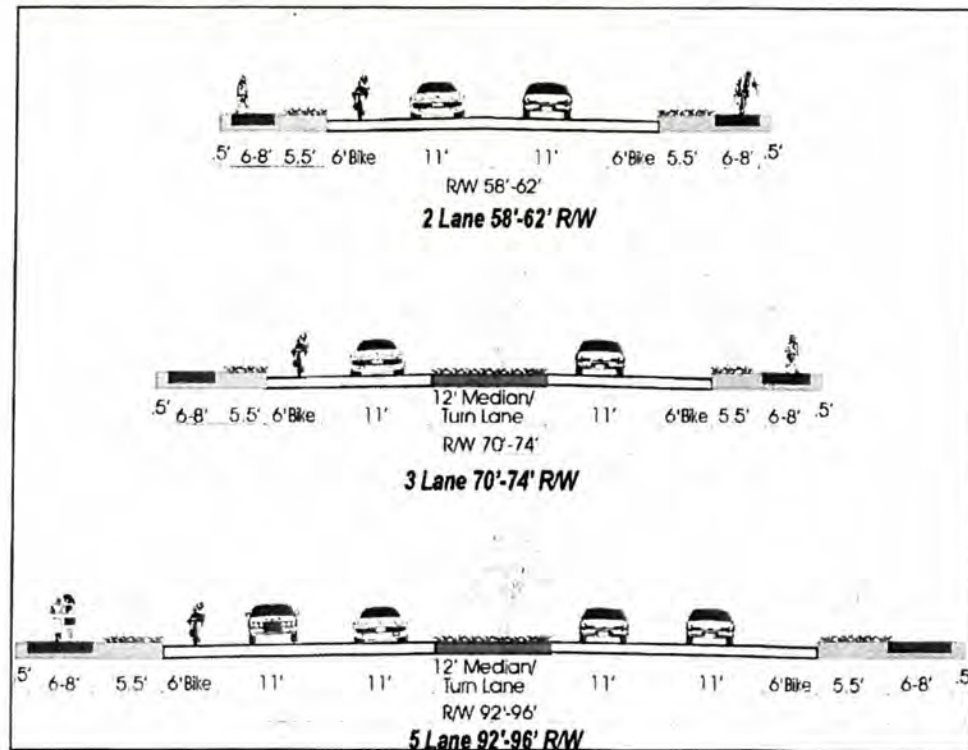 .5' 6-8' 5.5' 6'Bike 11' 11' 6'Bike 5.5' 6-8' .5'
R/W 58'-62'
2 Lane 58'-62' R/W
.5' 6-8' 5.5' 6'Bike 11' 12' Median/ 11' 6'Bike 5.5' 6-8' .5'
Turn Lane
R/W 70'-74'
3 Lane 70'-74' R/W
.5' 6-8' 5.5' 6'Bike 11' 11' 12' Median/ 11' 11' 6'Bike 5.5' 6-8' .5'
Turn Lane
R/W 92'-96'
5 Lane 92'-96' R/W